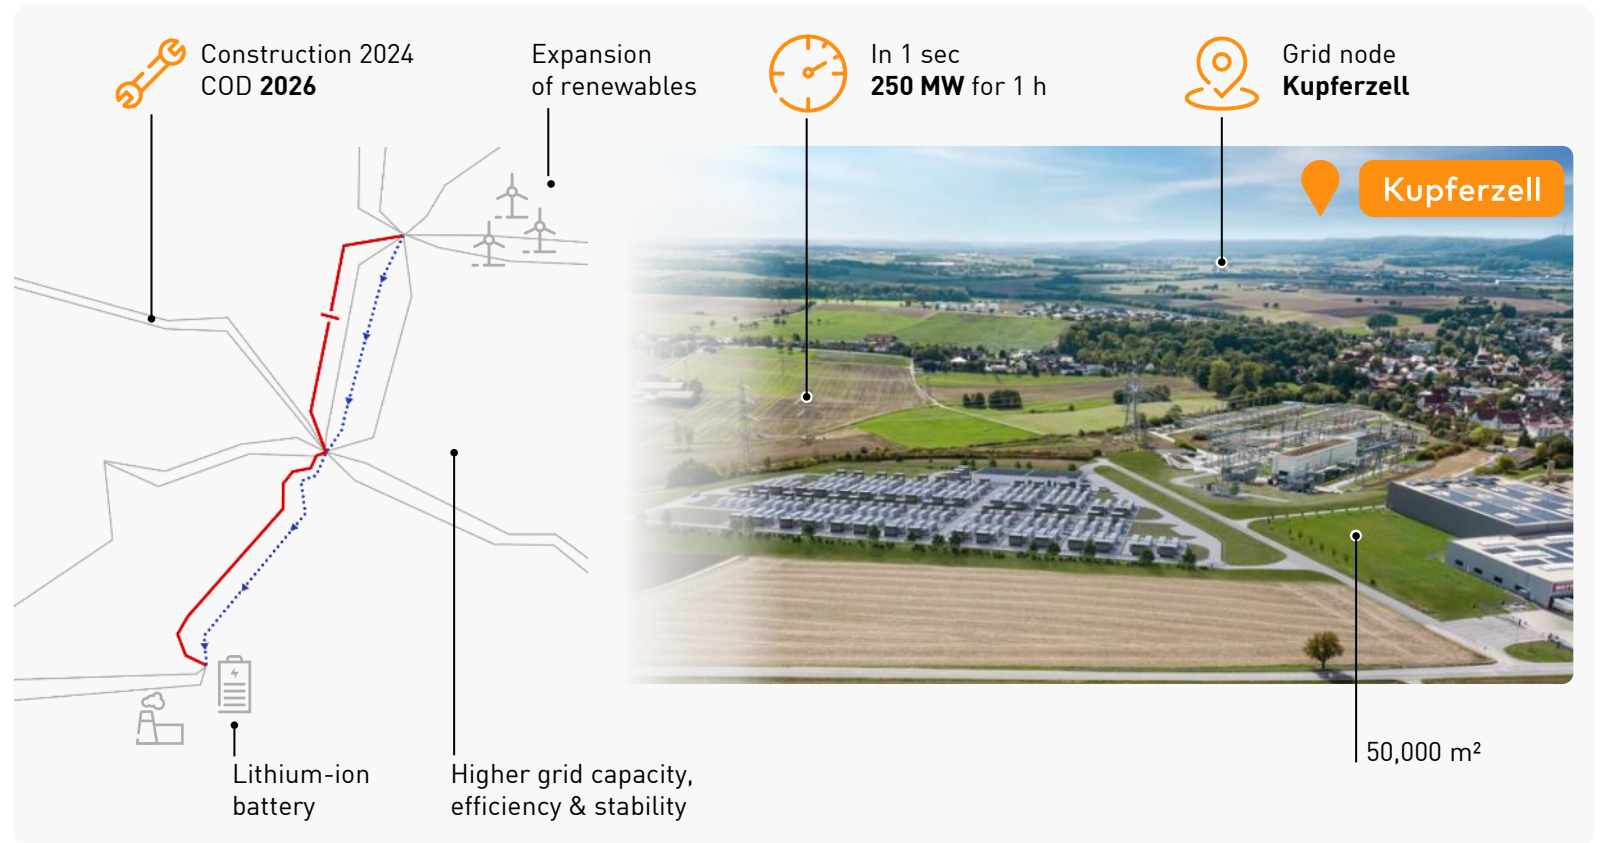 Construction 2024
COD 2026
Expansion
of renewables
In 1 sec
250 MW for 1 h
Grid node
Kupferzell
Kupferzell
Lithium-ion
battery
Higher grid capacity,
efficiency & stability
50,000 m²